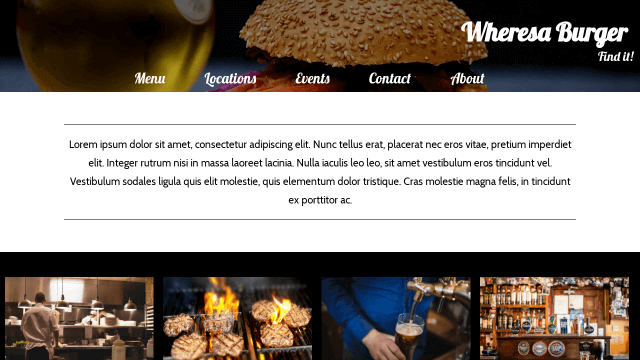 Wheresa Burger
Find it!
Menu Locations Events Contact About
Lorem ipsum dolor sit amet, consectetur adipiscing elit. Nunc tellus erat, placerat nec eros vitae, pretium imperdiet
elit. Integer rutrum nisi in massa laoreet lacinia. Nulla iaculis leo leo, sit amet vestibulum eros tincidunt vel.
Vestibulum sodales ligula quis elit molestie, quis elementum dolor tristique. Cras molestie magna felis, in tincidunt
ex porttitor ac.